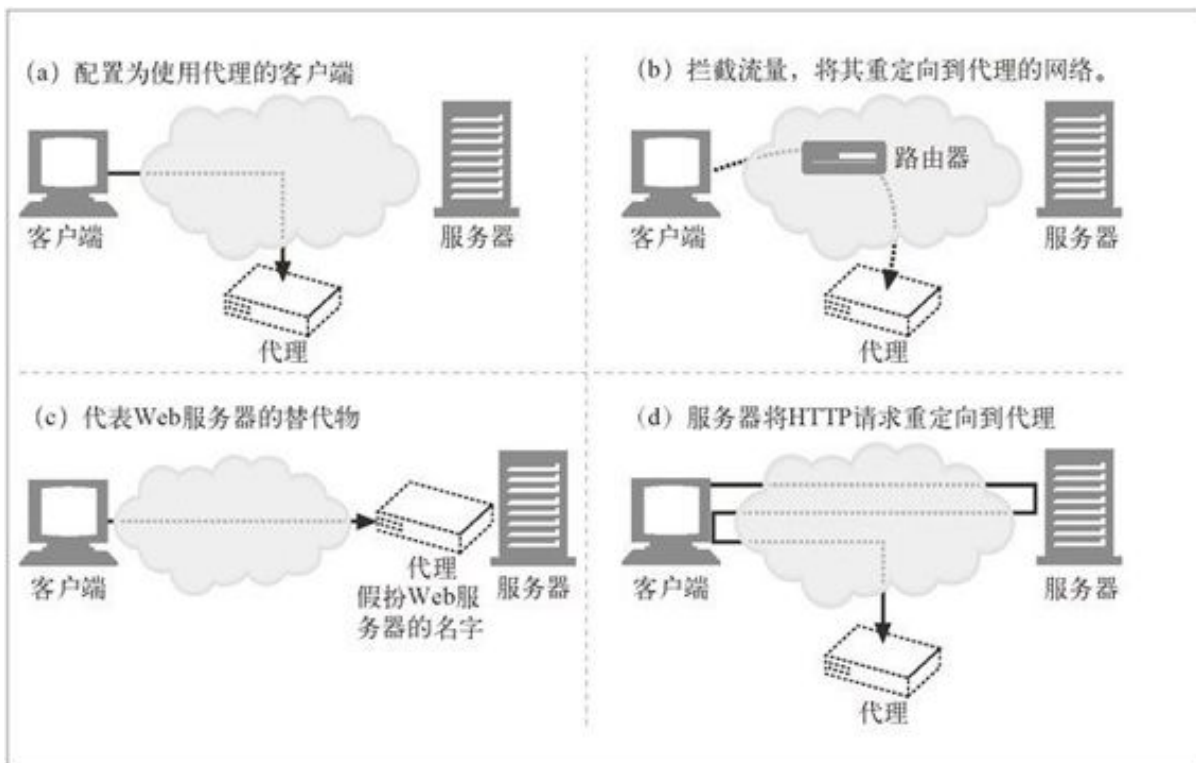 (a) 配置为使用代理的客户端
客户端
服务器
代理
(b) 拦截流量，将其重定向到代理的网络。
路由器
客户端
服务器
代理
(c) 代表Web服务器的替代物
客户端
代理
假扮Web服
务器的名字
服务器
(d) 服务器将HTTP请求重定向到代理
客户端
服务器
代理